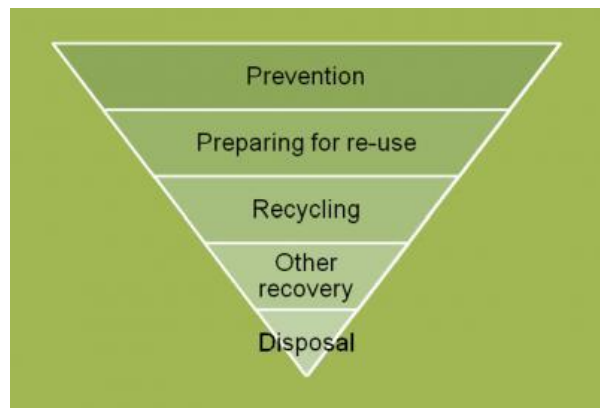 Prevention
Preparing for re-use
Recycling
Other
recovery
Disposal